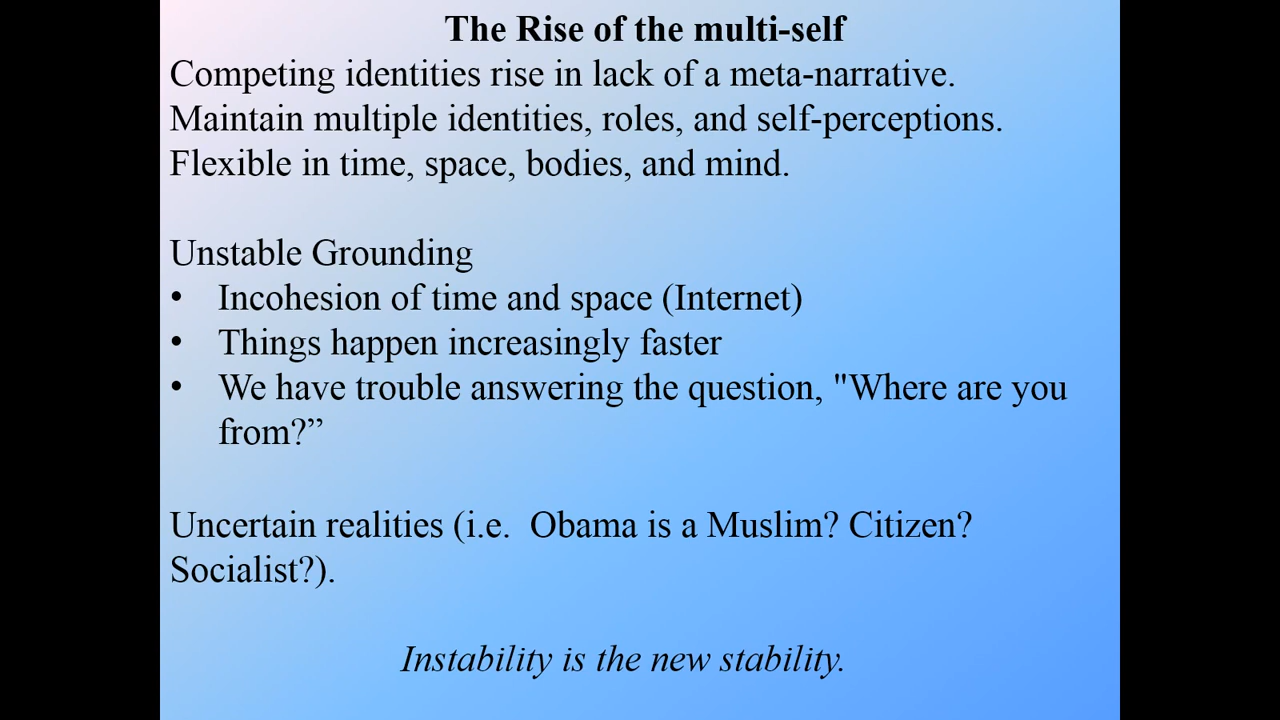 The Rise of the multi-self
Competing identities rise in lack of a meta-narrative.
Maintain multiple identities, roles, and self-perceptions.
Flexible in time, space, bodies, and mind.
Unstable Grounding
• Incohesion of time and space (Internet)
• Things happen increasingly faster
• We have trouble answering the question, "Where are you
from?”
Uncertain realities (i.e.  Obama is a Muslim? Citizen?
Socialist?).
Instability is the new stability.